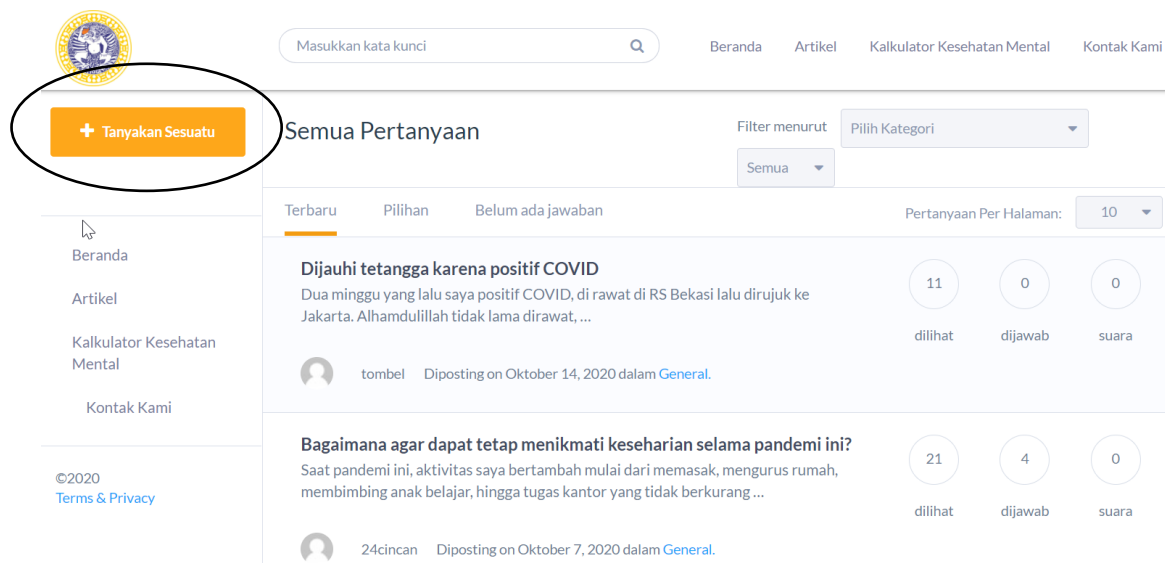 Masukkan kata kunci
Beranda Artikel Kalkulator Kesehatan Mental Kontak Kami
+ Tanyakan Sesuatu
Semua Pertanyaan
Filter menurut Pilih Kategori
Semua
Terbaru Pilihan Belum ada jawaban
Pertanyaan Per Halaman: 10
Beranda
Artikel
Kalkulator Kesehatan
Mental
Kontak Kami
©2020
Terms & Privacy
Dijauhi tetangga karena positif COVID
Dua minggu yang lalu saya positif COVID, di rawat di RS Bekasi lalu dirujuk ke
Jakarta. Alhamdulillah tidak lama dirawat, ...
11 0 0
dilihat dijawab suara
tombel Diposting on Oktober 14, 2020 dalam General.
Bagaimana agar dapat tetap menikmati keseharian selama pandemi ini?
Saat pandemi ini, aktivitas saya bertambah mulai dari memasak, mengurus rumah,
membimbing anak belajar, hingga tugas kantor yang tidak berkurang ...
21 4 0
dilihat dijawab suara
24cincan Diposting on Oktober 7, 2020 dalam General.